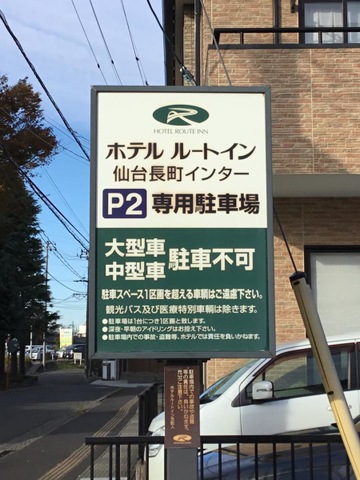 HOTEL ROUTE INN
ホテル ルートイン
仙台長町インター
P2 専用駐車場
大型車
中型車 駐車不可
駐車スペース1区画を超える車輌はご遠慮下さい。
観光バス及び医療特別車輌は除きます。
●駐車場は1台につき1区画と致します。
●深夜・早朝のアイドリングはお控え下さい。
●駐車場内での事故・盗難等、ホテルでは責任を負いかねます。